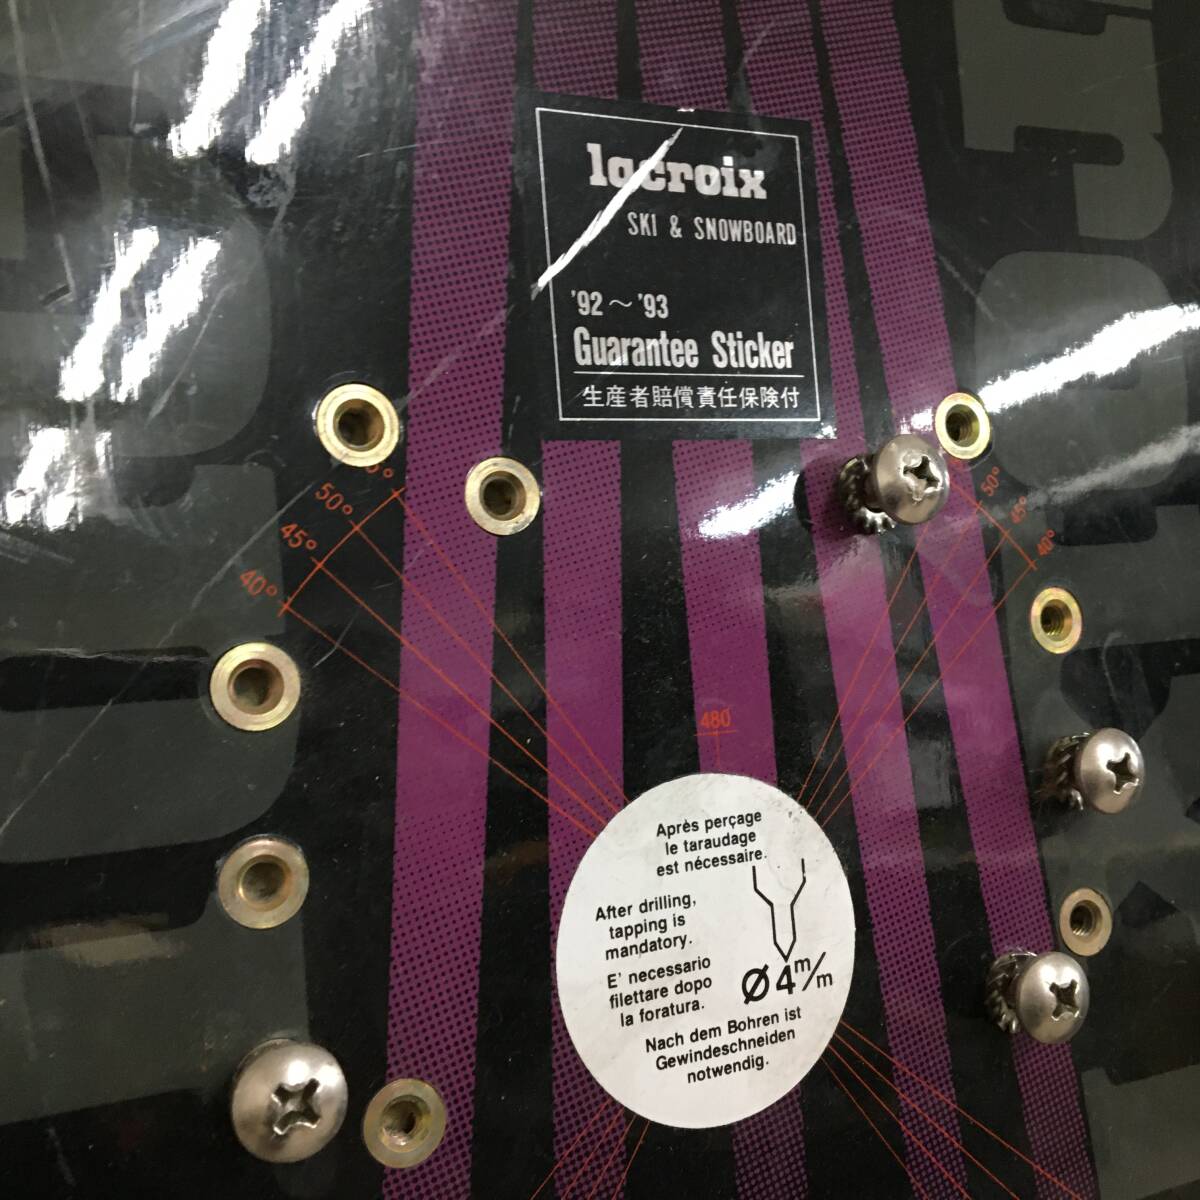 lacroix
SKI & SNOWBOARD
'92～'93
Guarantee Sticker
生産者賠償責任保険付
50°
45°
40°
50°
45°
40°
480
Après perçage
le taraudage
est nécessaire.
After drilling,
tapping is
mandatory.
E' necessario
filettare dopo
la foratura.
Ø 4 m/m
Nach dem Bohren ist
Gewindeschneiden
notwendig.